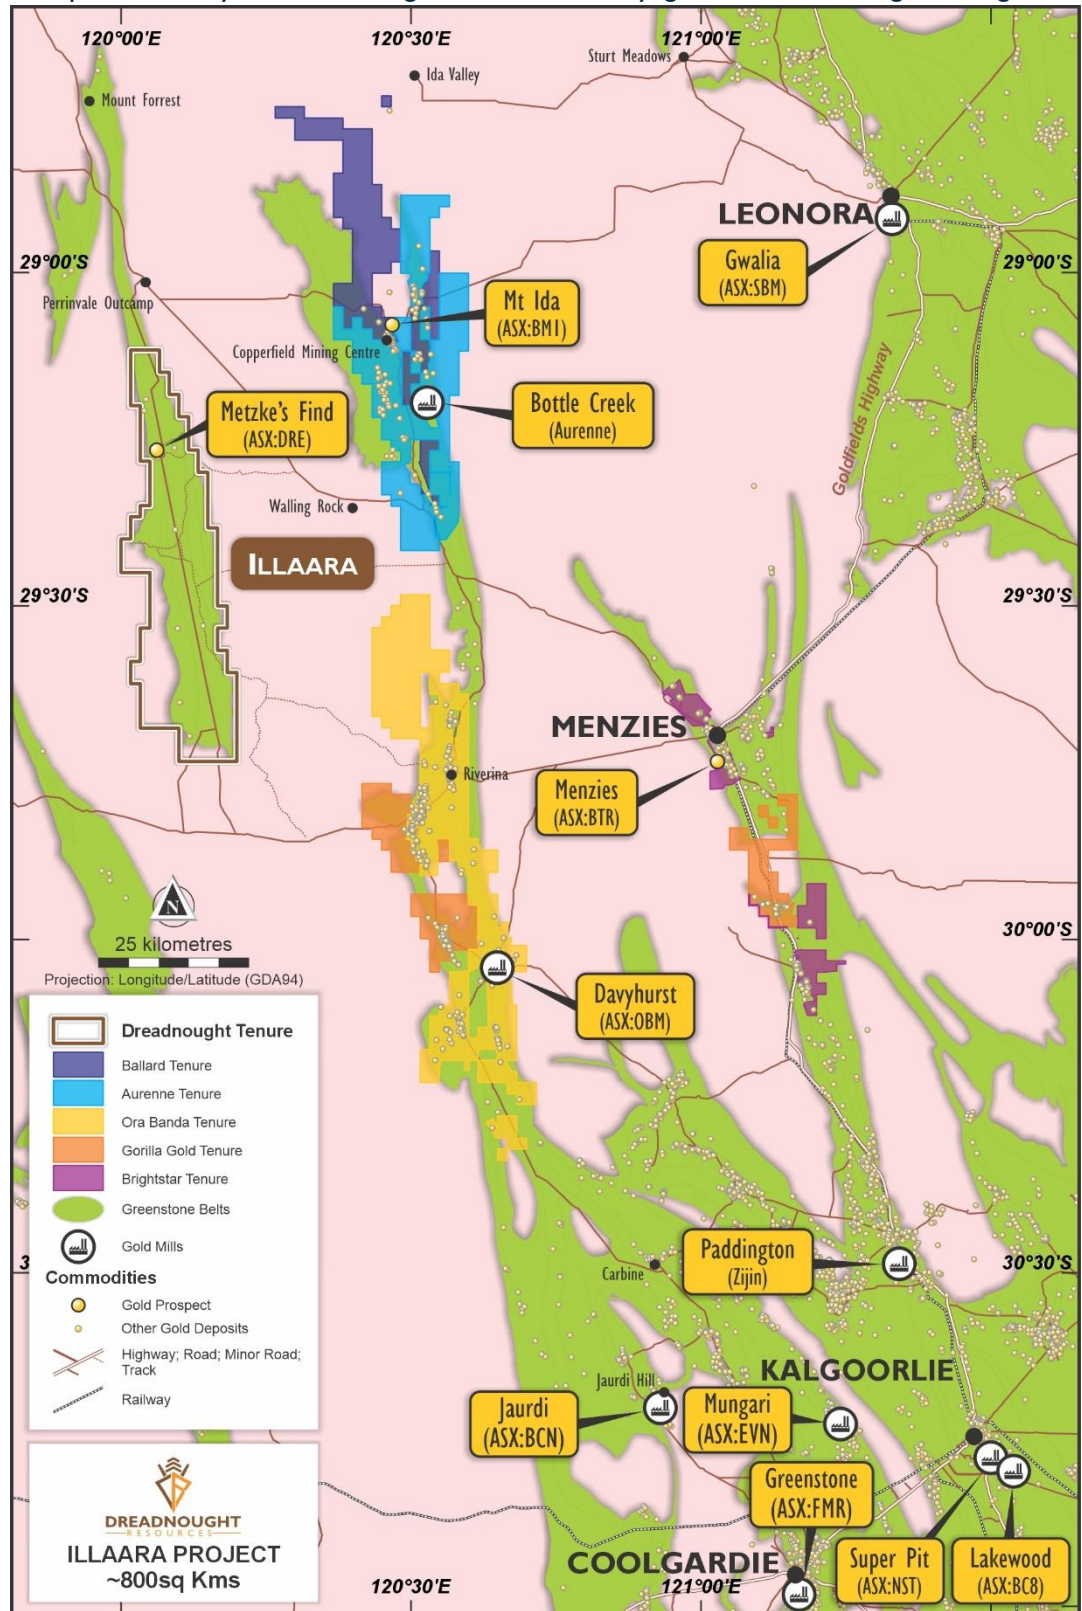 120°00'E
120°30'E
121°00'E
Sturt Meadows
Ida Valley
Mount Forrest
LEONORA
Gwalia
(ASX:SBM)
29°00'S
29°00'S
Perrinvale Outcamp
Mt Ida
(ASX:BM1)
Copperfield Mining Centre
Bottle Creek
(Aurenne)
Metzke's Find
(ASX:DRE)
Goldfields Highway
Walling Rock
ILLAARA
29°30'S
29°30'S
MENZIES
Riverina
Menzies
(ASX:BTR)
N
25 kilometres
Projection: Longitude/Latitude (GDA94)
30°00'S
Davyhurst
(ASX:OBM)
Dreadnought Tenure
Ballard Tenure
Aurenne Tenure
Ora Banda Tenure
Gorilla Gold Tenure
Brightstar Tenure
Greenstone Belts
Gold Mills
Commodities
Gold Prospect
Other Gold Deposits
Highway; Road; Minor Road;
Track
Railway
3
Paddington
(Zijin)
30°30'S
Carbine
KALGOORLIE
Jaurdi Hill
Jaurdi
(ASX:BCN)
Mungari
(ASX:EVN)
Greenstone
(ASX:FMR)
COOLGARDIE
Super Pit
(ASX:NST)
Lakewood
(ASX:BC8)
DREADNOUGHT
RESOURCES
ILLAARA PROJECT
~800sq Kms
120°30'E
121°00'E